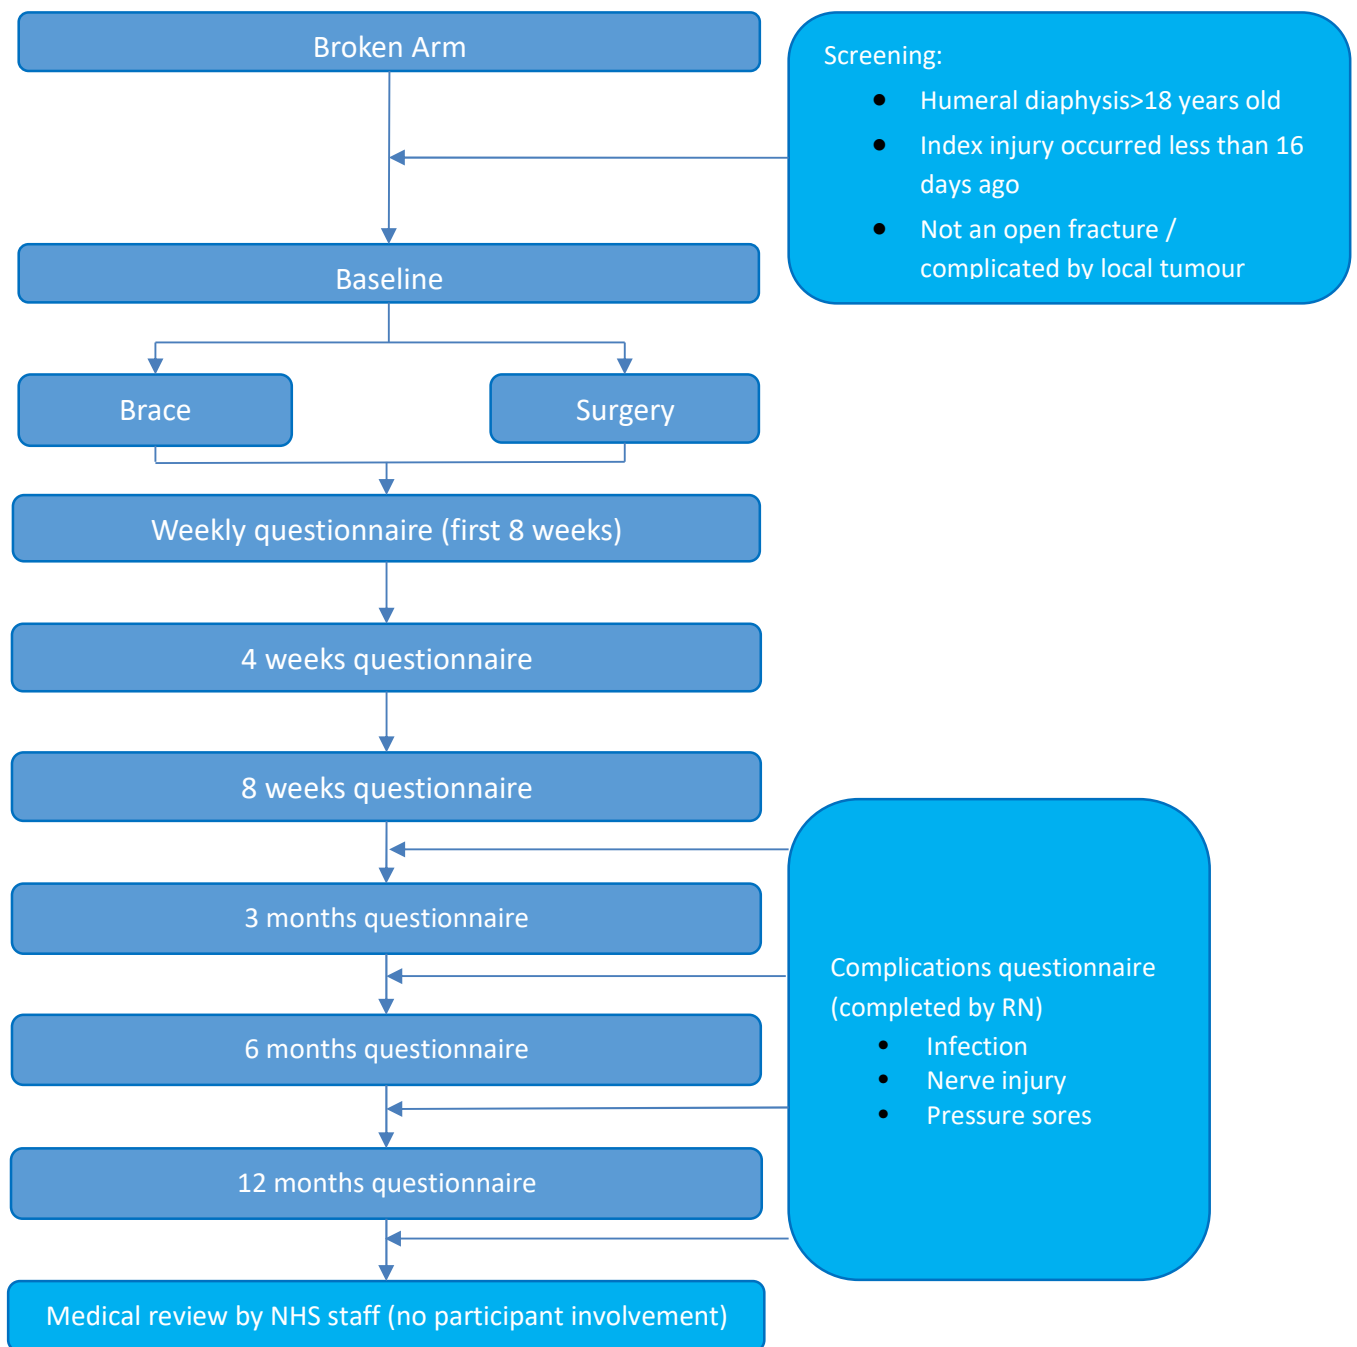 Broken Arm
Screening:
● Humeral diaphysis>18 years old
● Index injury occurred less than 16
days ago
● Not an open fracture /
complicated by local tumour
Baseline
Brace
Surgery
Weekly questionnaire (first 8 weeks)
4 weeks questionnaire
8 weeks questionnaire
3 months questionnaire
6 months questionnaire
12 months questionnaire
Complications questionnaire
(completed by RN)
• Infection
• Nerve injury
• Pressure sores
Medical review by NHS staff (no participant involvement)